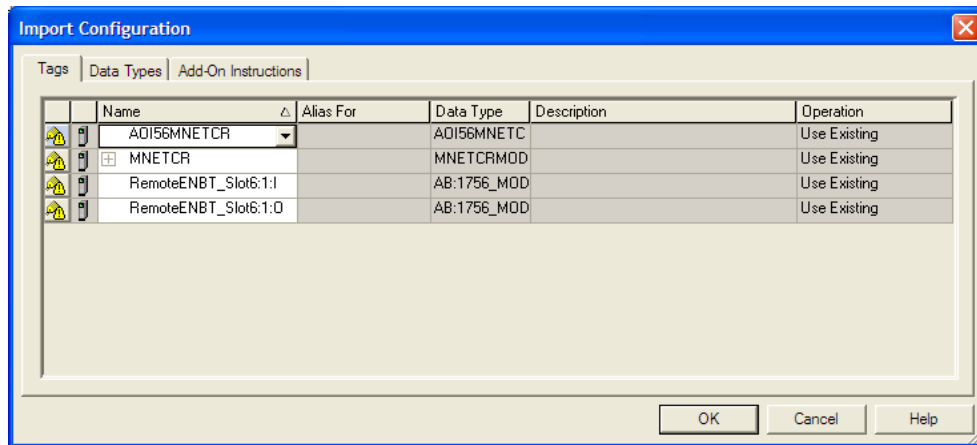 Import Configuration
Tags Data Types Add-On Instructions
Name Alias For Data Type Description Operation
AOI56MNETCR AOI56MNETC Use Existing
MNETCR MNETCRMOD Use Existing
RemoteENBT_Slot6:1:I AB:1756_MOD Use Existing
RemoteENBT_Slot6:1:O AB:1756_MOD Use Existing
OK Cancel Help